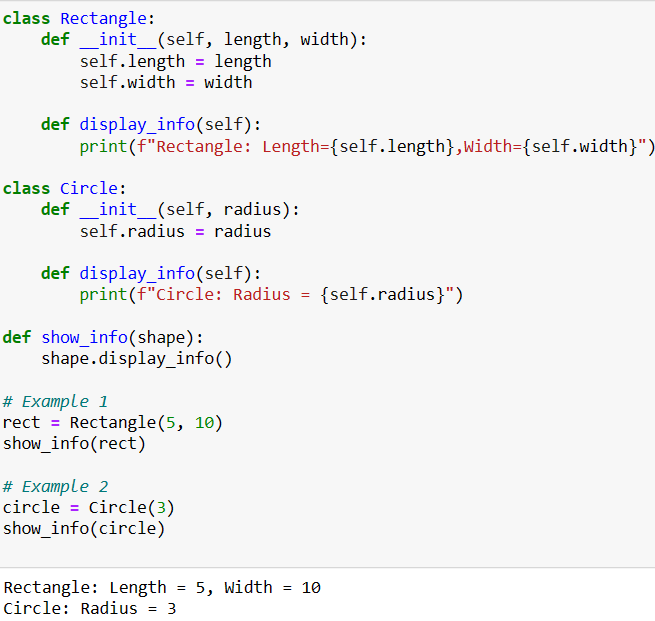 class Rectangle:
    def __init__(self, length, width):
        self.length = length
        self.width = width

    def display_info(self):
        print(f"Rectangle: Length={self.length},Width={self.width}")

class Circle:
    def __init__(self, radius):
        self.radius = radius

    def display_info(self):
        print(f"Circle: Radius = {self.radius}")

def show_info(shape):
    shape.display_info()

# Example 1
rect = Rectangle(5, 10)
show_info(rect)

# Example 2
circle = Circle(3)
show_info(circle)

Rectangle: Length = 5, Width = 10
Circle: Radius = 3